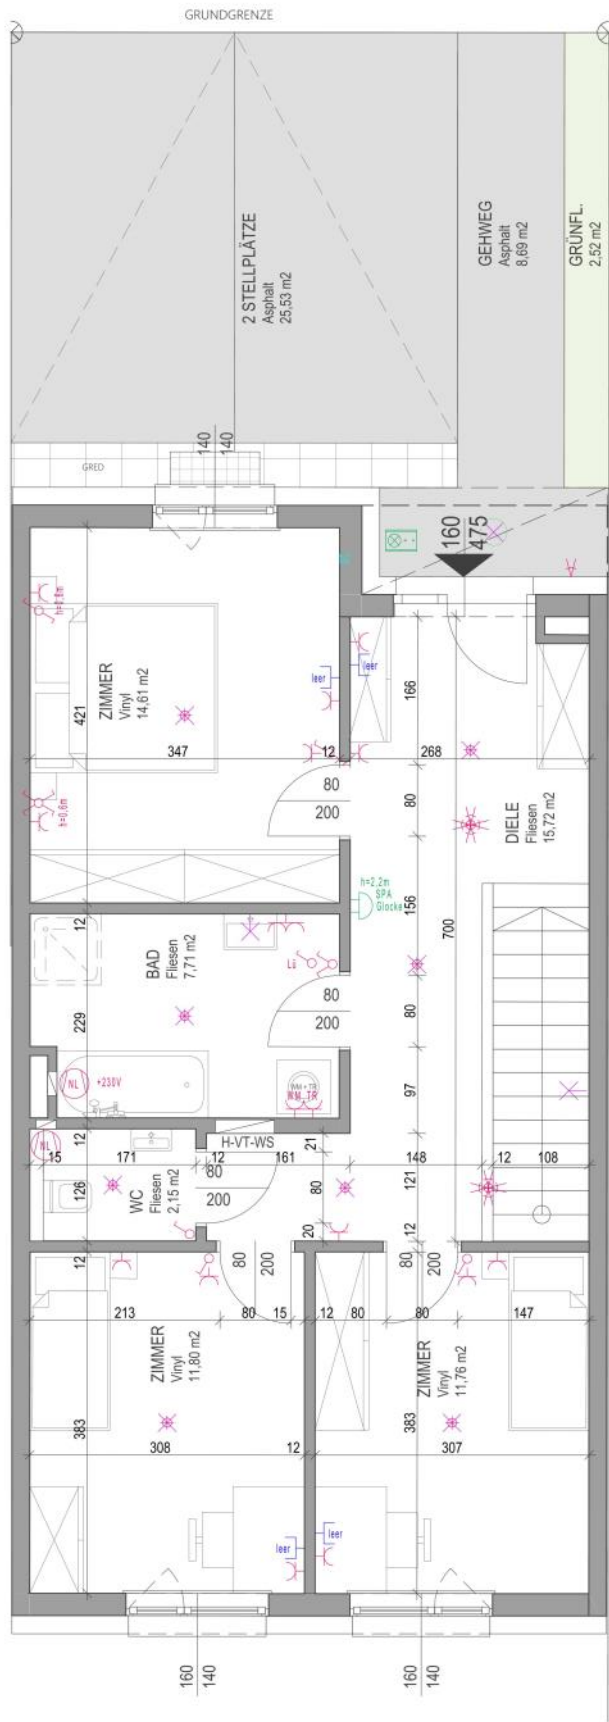 GRUNDGRENZE
2 STELLPLÄTZE
Asphalt
25,53 m2
GEHWEG
Asphalt
8,69 m2
GRÜNFL.
2,52 m2
GRED
140
140
160
475
h=0,6m
ZIMMER
Vinyl
14,61 m2
421
leer
leer
166
347
12
268
80
200
80
h=0,6m
DIELE
Fliesen
15,72 m2
h=2,2m
SPA
Glocke
156
700
12
BAD
Fliesen
7,71 m2
Lü
80
200
80
229
NL
+230V
WM + TR
WM TR
97
12
NL
H-VT-WS
21
15
171
12
161
148
12
108
80
200
126
WC
Fliesen
2,15 m2
80
121
20
12
12
80
200
80
200
213
80
15
12
80
80
147
ZIMMER
Vinyl
11,80 m2
ZIMMER
Vinyl
11,76 m2
383
308
12
383
307
leer
leer
160
140
160
140